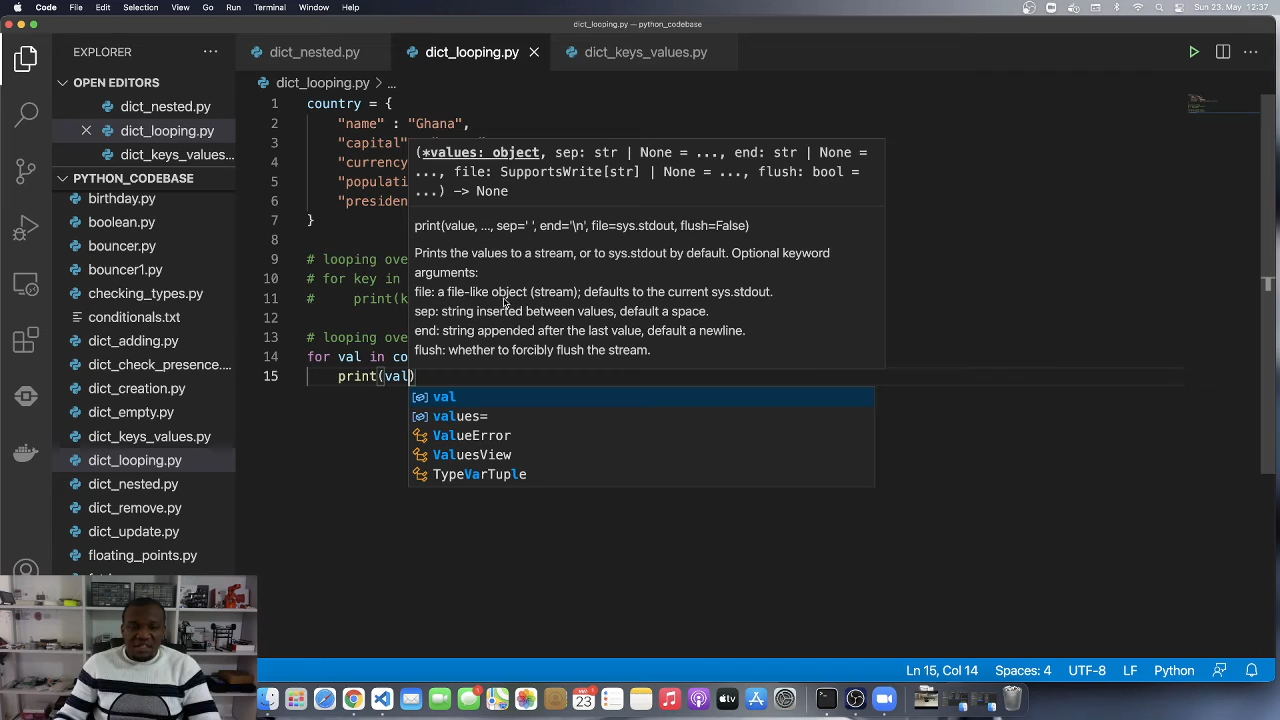 Code File Edit Selection View Go Run Terminal Window Help
Sun 23. May 12:37
dict_looping.py — python_codebase
EXPLORER
dict_nested.py
dict_looping.py
dict_keys_values.py
OPEN EDITORS
dict_nested.py
dict_looping.py
dict_keys_values...
PYTHON_CODEBASE
birthday.py
boolean.py
bouncer.py
bouncer1.py
checking_types.py
conditionals.txt
dict_adding.py
dict_check_presence...
dict_creation.py
dict_empty.py
dict_keys_values.py
dict_looping.py
dict_nested.py
dict_remove.py
dict_update.py
floating_points.py
dict_looping.py > ...
1 country = {
2 "name" : "Ghana",
3 "capital"
4 "currency
5 "populati
6 "presiden
7 }
8
9 # looping ove
10 # for key in
11 # print(k
12
13 # looping ove
14 for val in co
15 print(val)
(*values: object, sep: str | None = ..., end: str | None =
..., file: SupportsWrite[str] | None = ..., flush: bool =
...) -> None
print(value, ..., sep=' ', end='\n', file=sys.stdout, flush=False)
Prints the values to a stream, or to sys.stdout by default. Optional keyword
arguments:
file: a file-like object (stream); defaults to the current sys.stdout.
sep: string inserted between values, default a space.
end: string appended after the last value, default a newline.
flush: whether to forcibly flush the stream.
val
values=
ValueError
ValuesView
TypeVarTuple
Ln 15, Col 14 Spaces: 4 UTF-8 LF Python